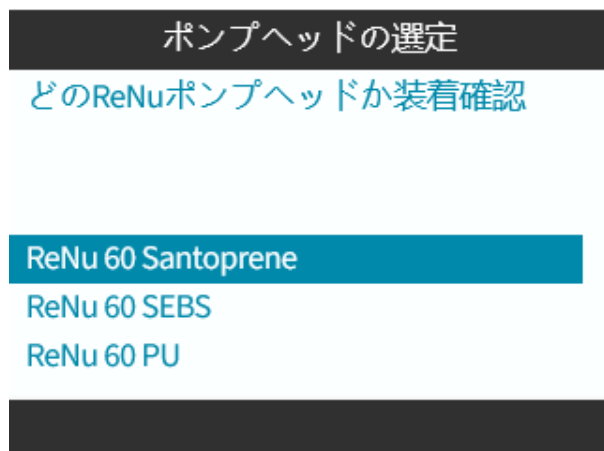 ポンプヘッドの選定
どのReNuポンプヘッドか装着確認
ReNu 60 Santoprene
ReNu 60 SEBS
ReNu 60 PU